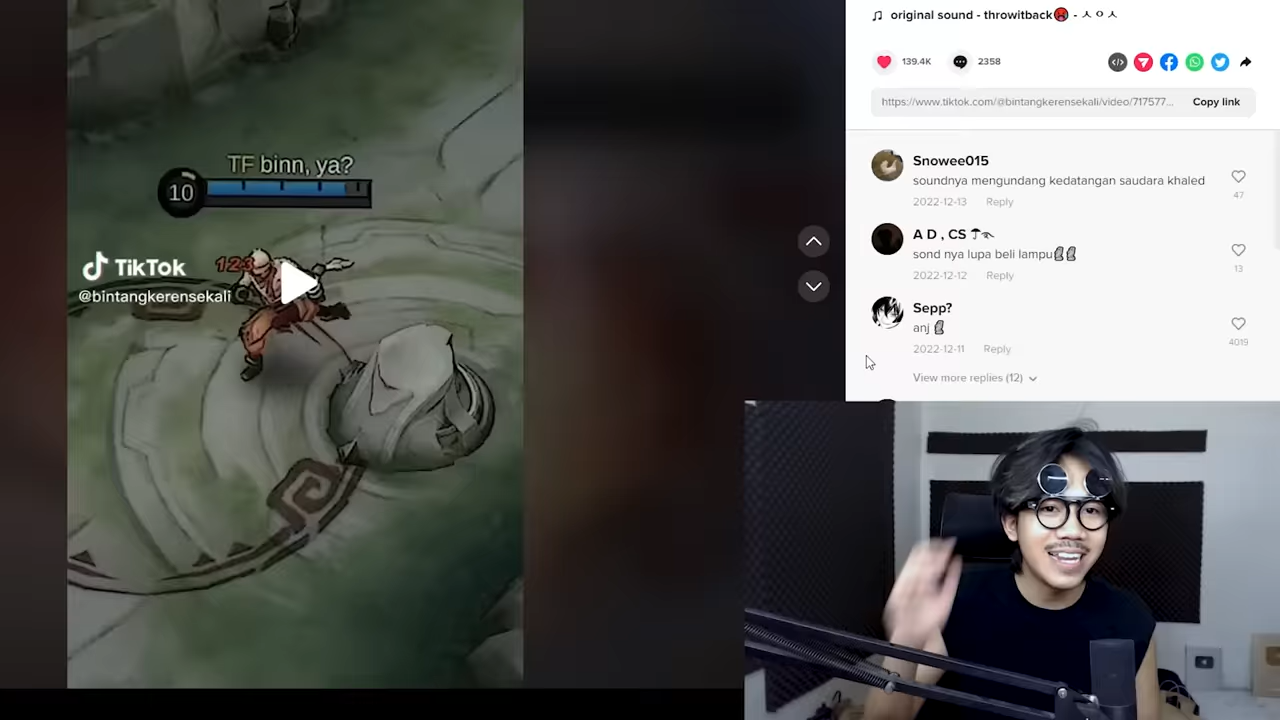 TF binn, ya?
10
123
TikTok
@bintangkerensekali
original sound - throwitback - ㅅㅇㅅ
139.4K
2358
https://www.tiktok.com/@bintangkerensekali/video/717577...
Copy link
Snowee015
soundnya mengundang kedatangan saudara khaled
47
2022-12-13 Reply
A D , CS
sond nya lupa beli lampu
13
2022-12-12 Reply
Sepp?
anj
4019
2022-12-11 Reply
View more replies (12)